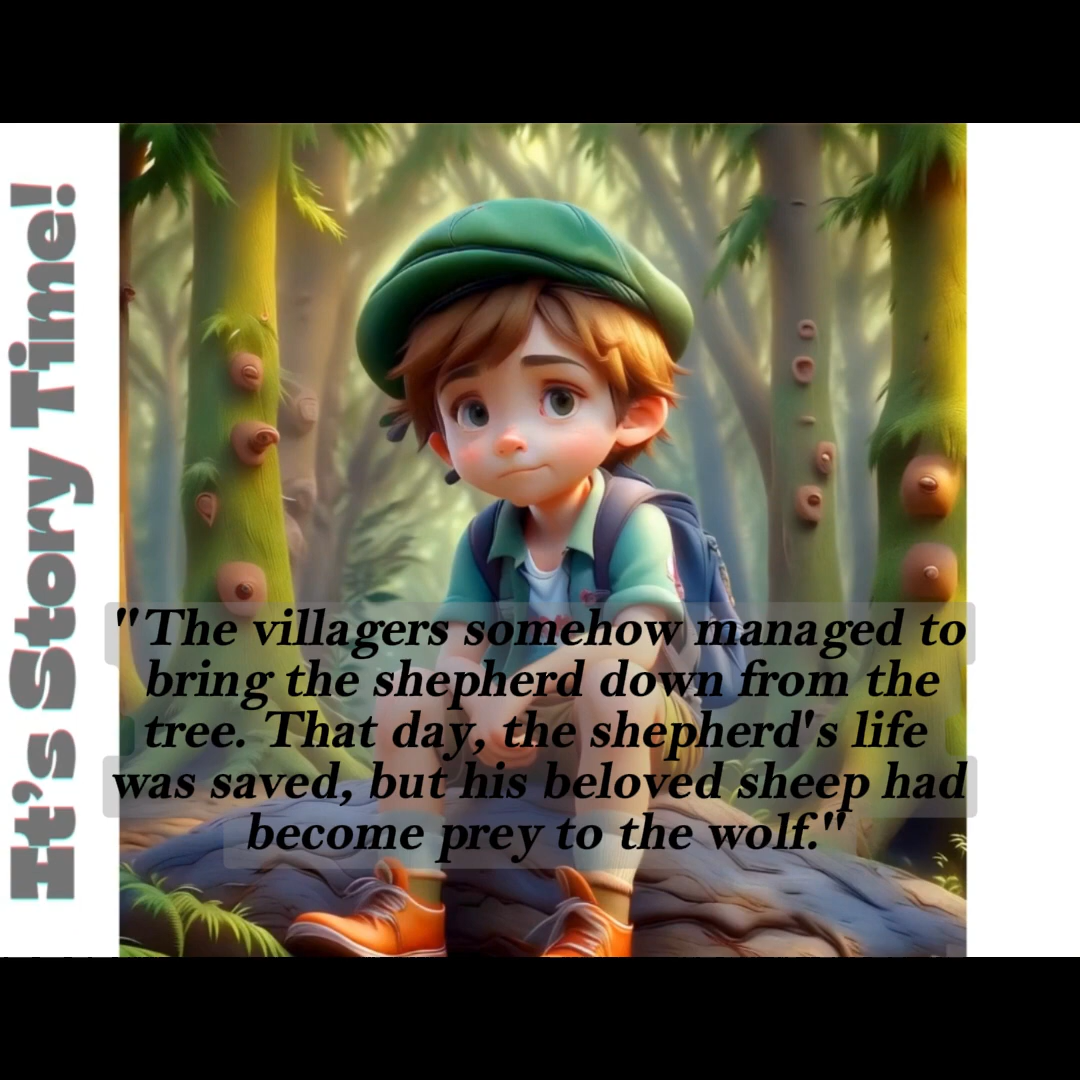 It's Story Time!
"The villagers somehow managed to
bring the shepherd down from the
tree. That day, the shepherd's life
was saved, but his beloved sheep had
become prey to the wolf."